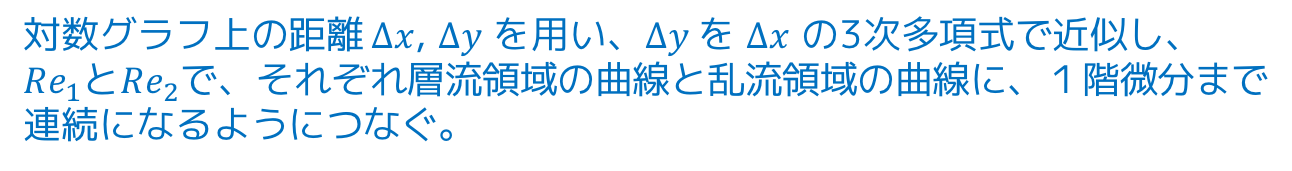 対数グラフ上の距離 Δx, Δy を用い、Δy を Δx の3次多項式で近似し、
Re₁とRe₂で、それぞれ層流領域の曲線と乱流領域の曲線に、１階微分まで
連続になるようにつなぐ。